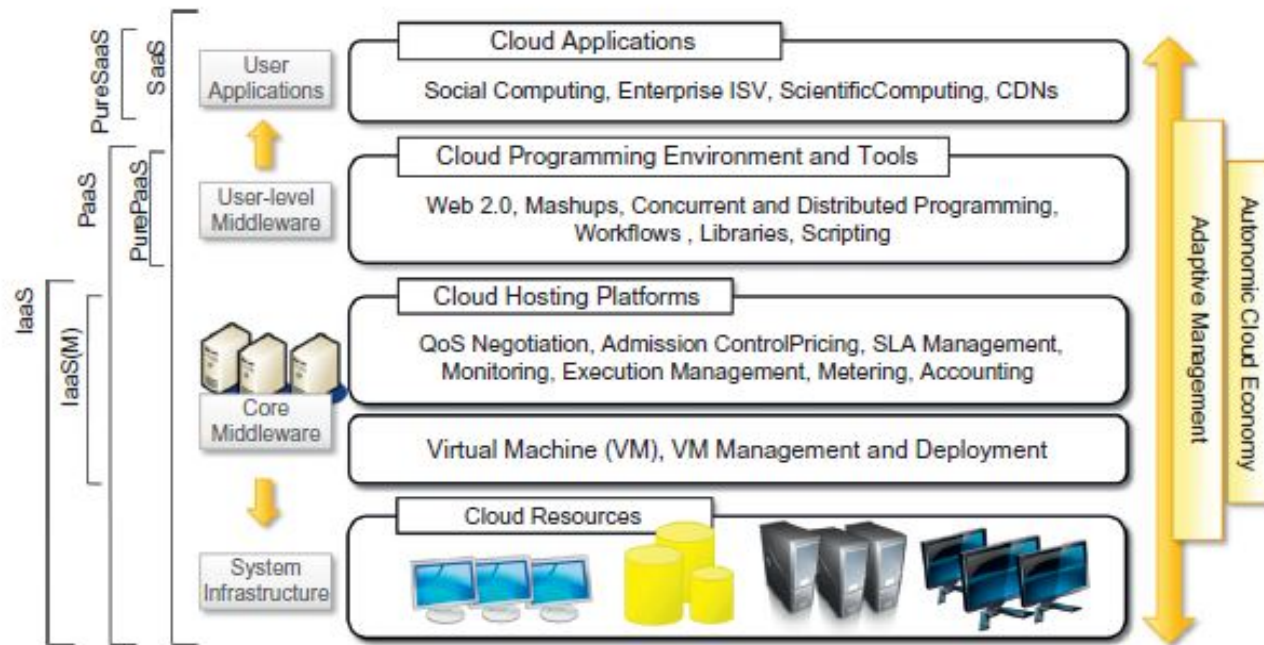 PureSaaS
SaaS
User
Applications
Cloud Applications
Social Computing, Enterprise ISV, ScientificComputing, CDNs
PaaS
PurePaaS
User-level
Middleware
Cloud Programming Environment and Tools
Web 2.0, Mashups, Concurrent and Distributed Programming,
Workflows , Libraries, Scripting
IaaS
IaaS(M)
Core
Middleware
Cloud Hosting Platforms
QoS Negotiation, Admission ControlPricing, SLA Management,
Monitoring, Execution Management, Metering, Accounting
Virtual Machine (VM), VM Management and Deployment
System
Infrastructure
Cloud Resources
Adaptive Management
Autonomic Cloud Economy